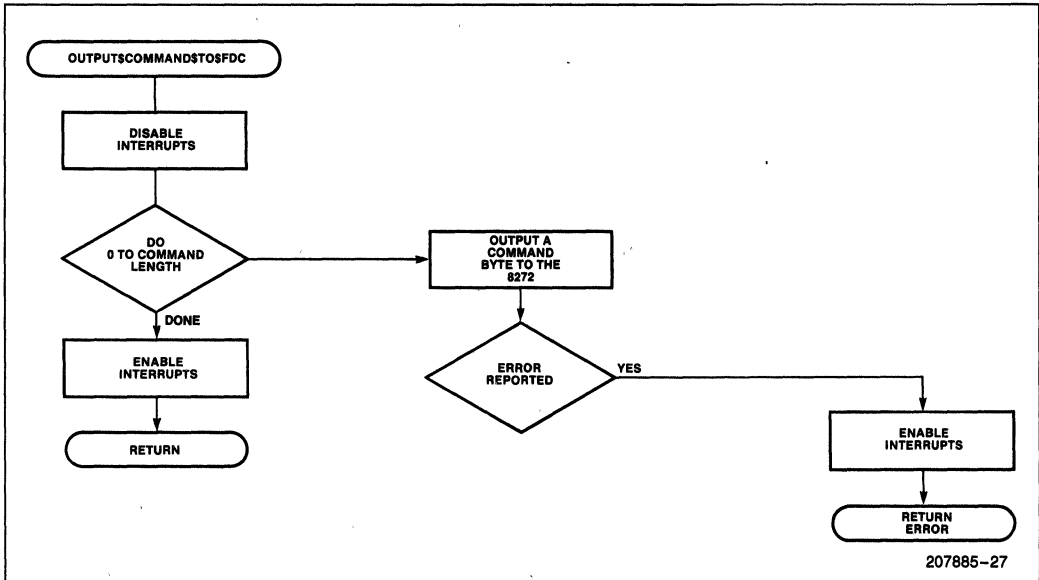 OUTPUT$COMMAND$TO$FDC
DISABLE
INTERRUPTS
DO
0 TO COMMAND
LENGTH
DONE
ENABLE
INTERRUPTS
RETURN
OUTPUT A
COMMAND
BYTE TO THE
8272
ERROR
REPORTED
YES
ENABLE
INTERRUPTS
RETURN
ERROR
207885-27